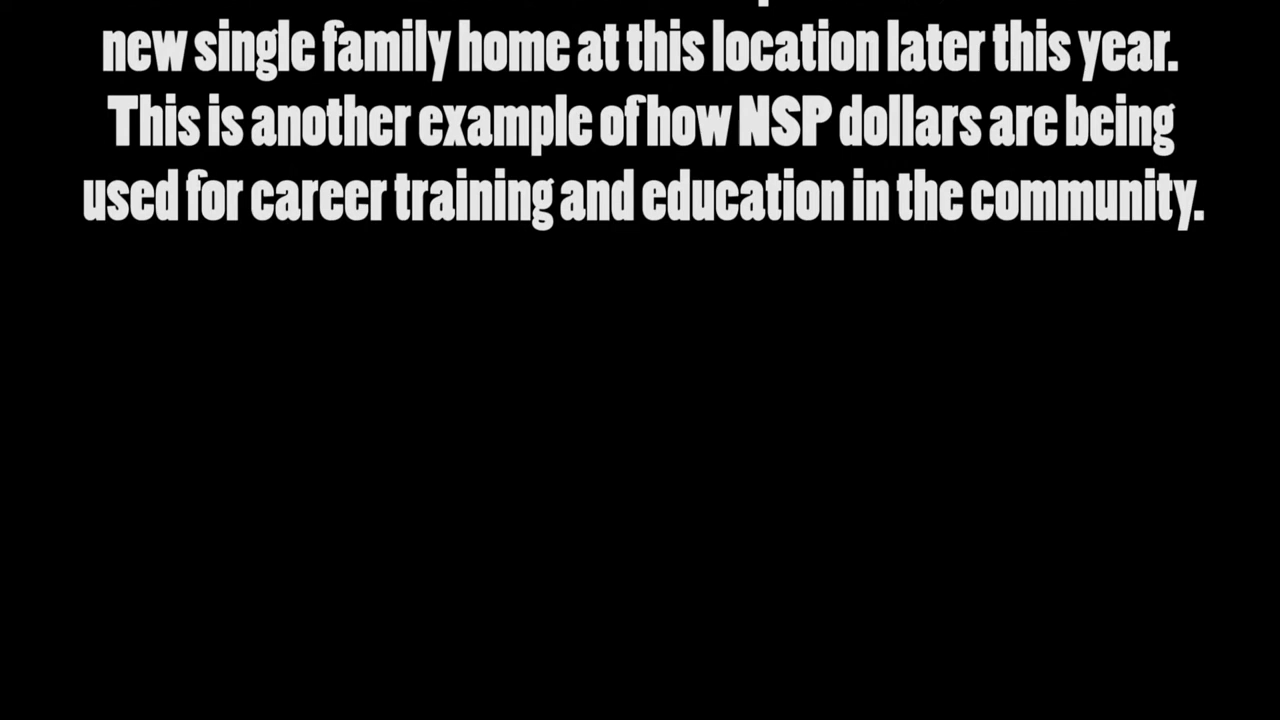 new single family home at this location later this year.
This is another example of how NSP dollars are being
used for career training and education in the community.